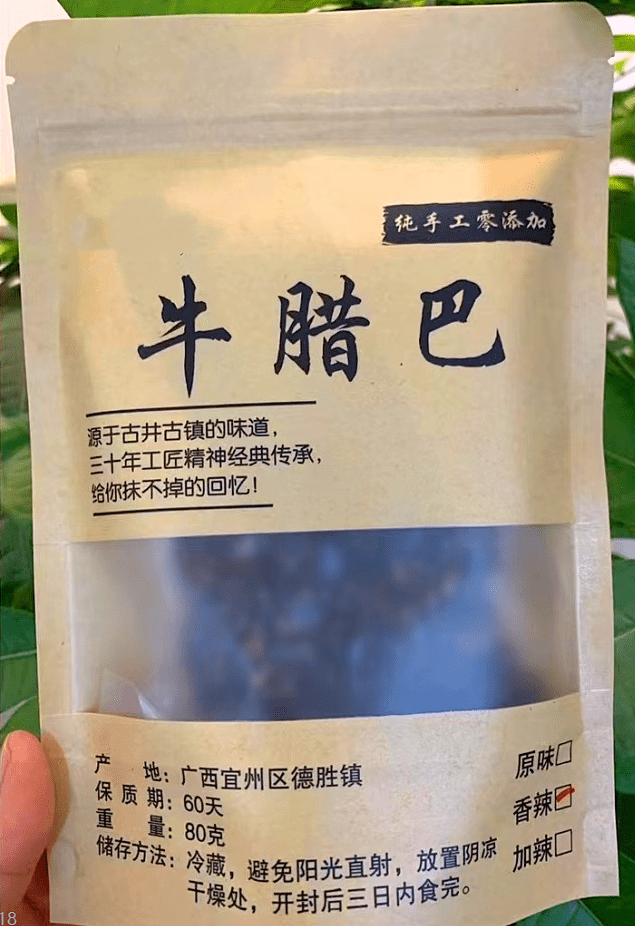 纯手工零添加
牛腊巴
源于古井古镇的味道，
三十年工匠精神经典传承，
给你抹不掉的回忆！
产 地：广西宜州区德胜镇
保质期：60天
重 量：80克
储存方法：冷藏，避免阳光直射，放置阴凉
干燥处，开封后三日内食完。
原味□
香辣☑
加辣□
18